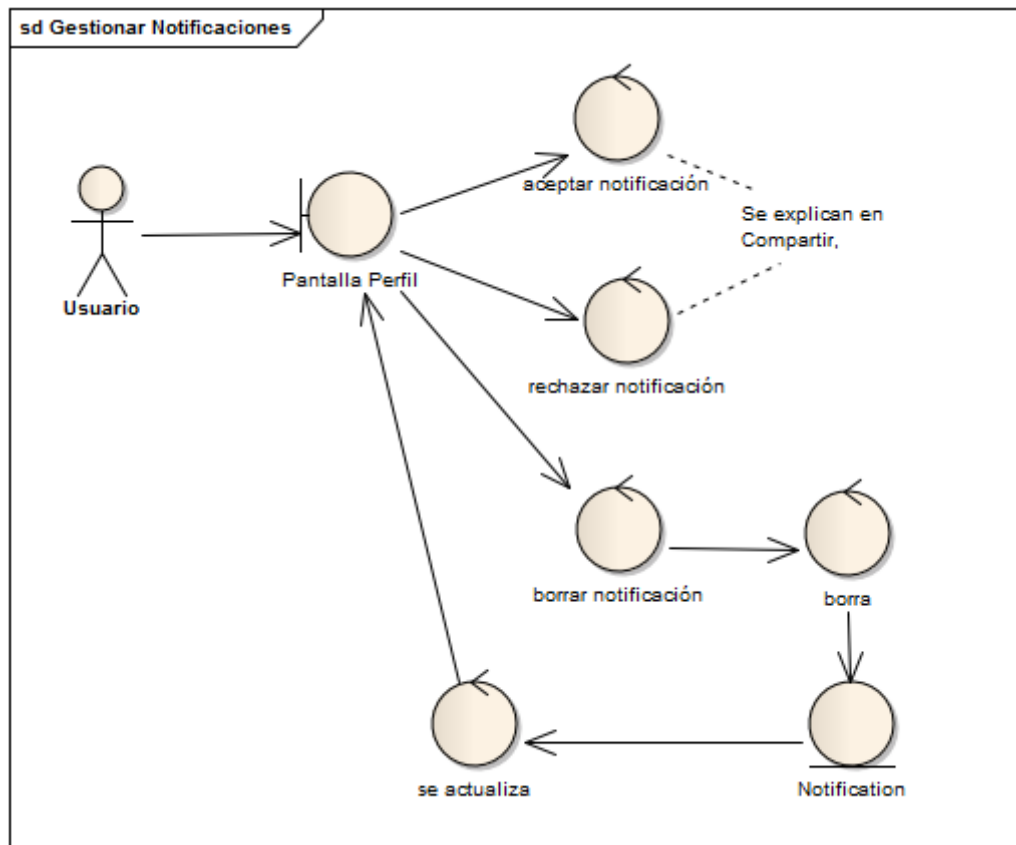 sd Gestionar Notificaciones
aceptar notificación
Se explican en
Compartir,
Pantalla Perfil
Usuario
rechazar notificación
borrar notificación
borra
se actualiza
Notification